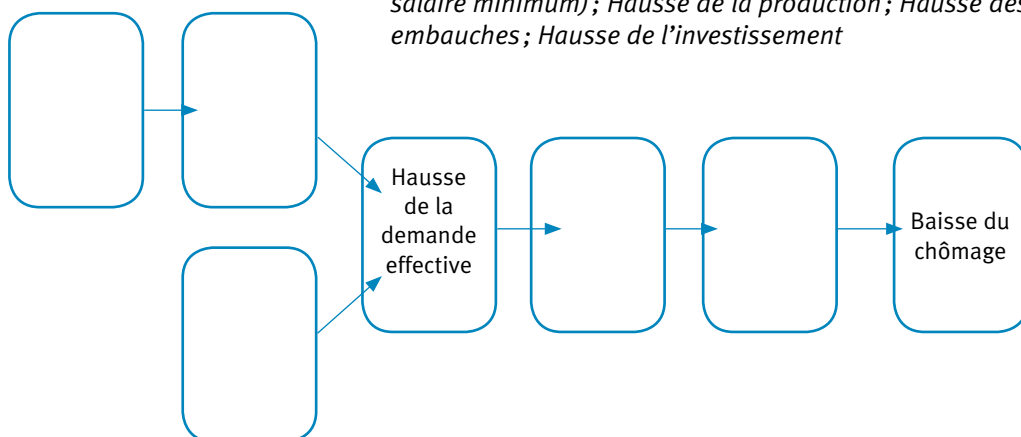 salaire minimum) ; Hausse de la production ; Hausse des
embauches ; Hausse de l’investissement
Hausse
de la
demande
effective
Baisse du
chômage